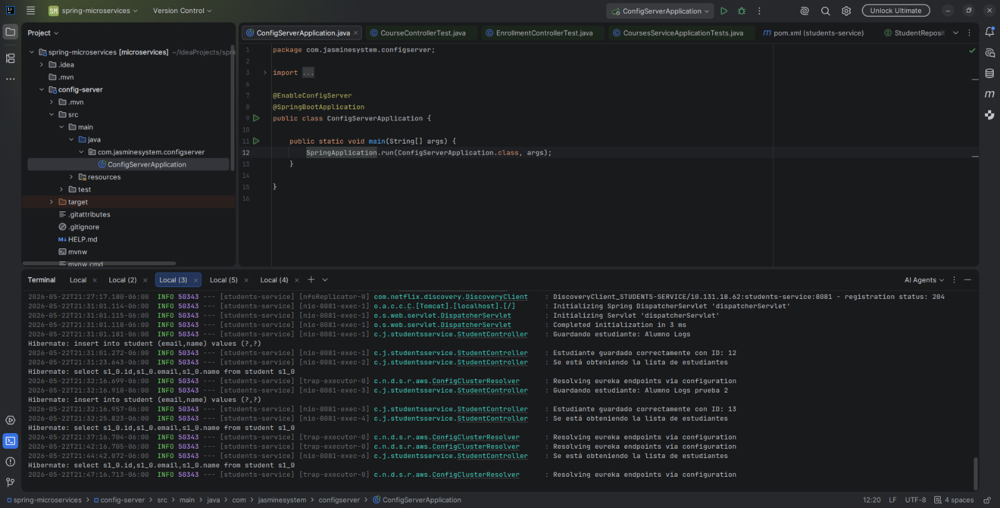 SM spring-microservices Version Control ConfigServerApplication Unlock Ultimate
Project
spring-microservices [microservices] ~/IdeaProjects/spri
.idea
.mvn
config-server
.mvn
src
main
java
com.jasminesystem.configserver
ConfigServerApplication
resources
test
target
.gitattributes
.gitignore
M↓ HELP.md
mvnw
mvnw.cmd
ConfigServerApplication.java CourseControllerTest.java EnrollmentControllerTest.java CoursesServiceApplicationTests.java m pom.xml (students-service) StudentReposit
1 package com.jasminesystem.configserver;
2
3 import ...
6
7 @EnableConfigServer
8 @SpringBootApplication
9 public class ConfigServerApplication {
10
11 public static void main(String[] args) {
12 SpringApplication.run(ConfigServerApplication.class, args);
13 }
14
15 }
16
Terminal Local Local (2) Local (3) Local (5) Local (4) AI Agents
2026-05-22T21:27:17.180-06:00 INFO 50343 --- [students-service] [nfoReplicator-0] com.netflix.discovery.DiscoveryClient : DiscoveryClient_STUDENTS-SERVICE/10.131.18.62:students-service:8081 - registration status: 204
2026-05-22T21:31:01.114-06:00 INFO 50343 --- [students-service] [nio-8081-exec-1] o.a.c.c.C.[Tomcat].[localhost].[/] : Initializing Spring DispatcherServlet 'dispatcherServlet'
2026-05-22T21:31:01.115-06:00 INFO 50343 --- [students-service] [nio-8081-exec-1] o.s.web.servlet.DispatcherServlet : Initializing Servlet 'dispatcherServlet'
2026-05-22T21:31:01.118-06:00 INFO 50343 --- [students-service] [nio-8081-exec-1] o.s.web.servlet.DispatcherServlet : Completed initialization in 3 ms
2026-05-22T21:31:01.181-06:00 INFO 50343 --- [students-service] [nio-8081-exec-1] c.j.studentsservice.StudentController : Guardando estudiante: Alumno Logs
Hibernate: insert into student (email,name) values (?,?)
2026-05-22T21:31:01.272-06:00 INFO 50343 --- [students-service] [nio-8081-exec-1] c.j.studentsservice.StudentController : Estudiante guardado correctamente con ID: 12
2026-05-22T21:31:23.643-06:00 INFO 50343 --- [students-service] [nio-8081-exec-2] c.j.studentsservice.StudentController : Se está obteniendo la lista de estudiantes
Hibernate: select s1_0.id,s1_0.email,s1_0.name from student s1_0
2026-05-22T21:32:16.699-06:00 INFO 50343 --- [students-service] [trap-executor-0] c.n.d.s.r.aws.ConfigClusterResolver : Resolving eureka endpoints via configuration
2026-05-22T21:32:16.918-06:00 INFO 50343 --- [students-service] [nio-8081-exec-3] c.j.studentsservice.StudentController : Guardando estudiante: Alumno Logs prueba 2
Hibernate: insert into student (email,name) values (?,?)
2026-05-22T21:32:16.957-06:00 INFO 50343 --- [students-service] [nio-8081-exec-3] c.j.studentsservice.StudentController : Estudiante guardado correctamente con ID: 13
2026-05-22T21:32:25.823-06:00 INFO 50343 --- [students-service] [nio-8081-exec-4] c.j.studentsservice.StudentController : Se está obteniendo la lista de estudiantes
Hibernate: select s1_0.id,s1_0.email,s1_0.name from student s1_0
2026-05-22T21:37:16.704-06:00 INFO 50343 --- [students-service] [trap-executor-0] c.n.d.s.r.aws.ConfigClusterResolver : Resolving eureka endpoints via configuration
2026-05-22T21:42:16.705-06:00 INFO 50343 --- [students-service] [trap-executor-0] c.n.d.s.r.aws.ConfigClusterResolver : Resolving eureka endpoints via configuration
2026-05-22T21:44:42.072-06:00 INFO 50343 --- [students-service] [nio-8081-exec-6] c.j.studentsservice.StudentController : Se está obteniendo la lista de estudiantes
Hibernate: select s1_0.id,s1_0.email,s1_0.name from student s1_0
2026-05-22T21:47:16.713-06:00 INFO 50343 --- [students-service] [trap-executor-0] c.n.d.s.r.aws.ConfigClusterResolver : Resolving eureka endpoints via configuration
spring-microservices > config-server > src > main > java > com > jasminesystem > configserver > ConfigServerApplication 12:20 LF UTF-8 4 spaces